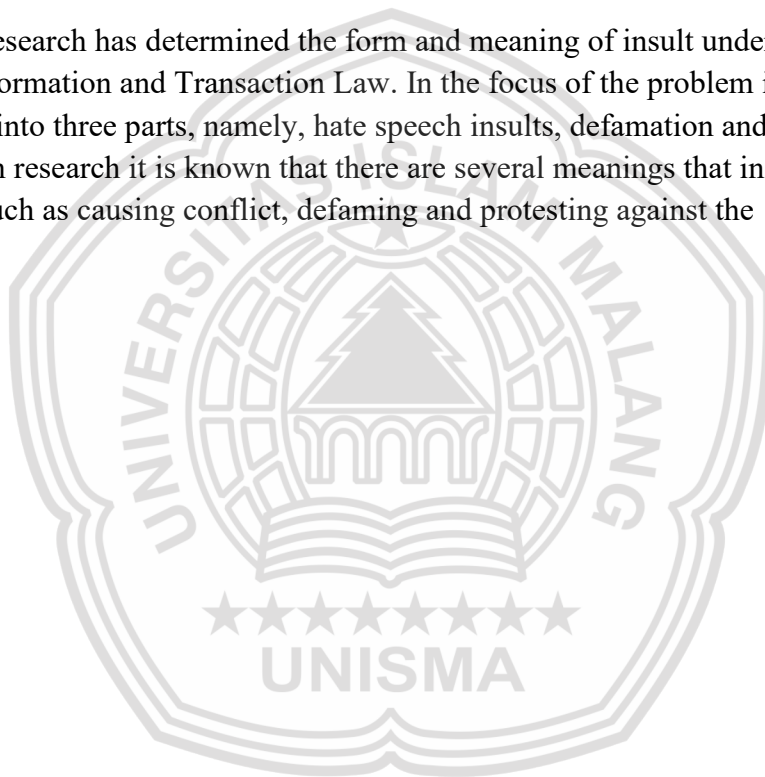 esearch has determined the form and meaning of insult under
ormation and Transaction Law. In the focus of the problem i
into three parts, namely, hate speech insults, defamation and
n research it is known that there are several meanings that in
uch as causing conflict, defaming and protesting against the
UNIVERSITAS ISLAM MALANG
UNISMA